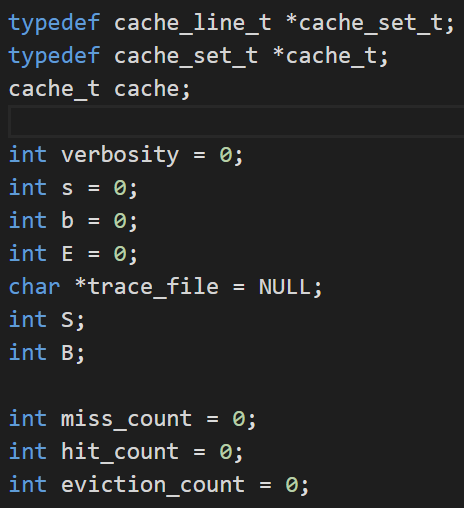 typedef cache_line_t *cache_set_t;
typedef cache_set_t *cache_t;
cache_t cache;
int verbosity = 0;
int s = 0;
int b = 0;
int E = 0;
char *trace_file = NULL;
int S;
int B;
int miss_count = 0;
int hit_count = 0;
int eviction_count = 0;